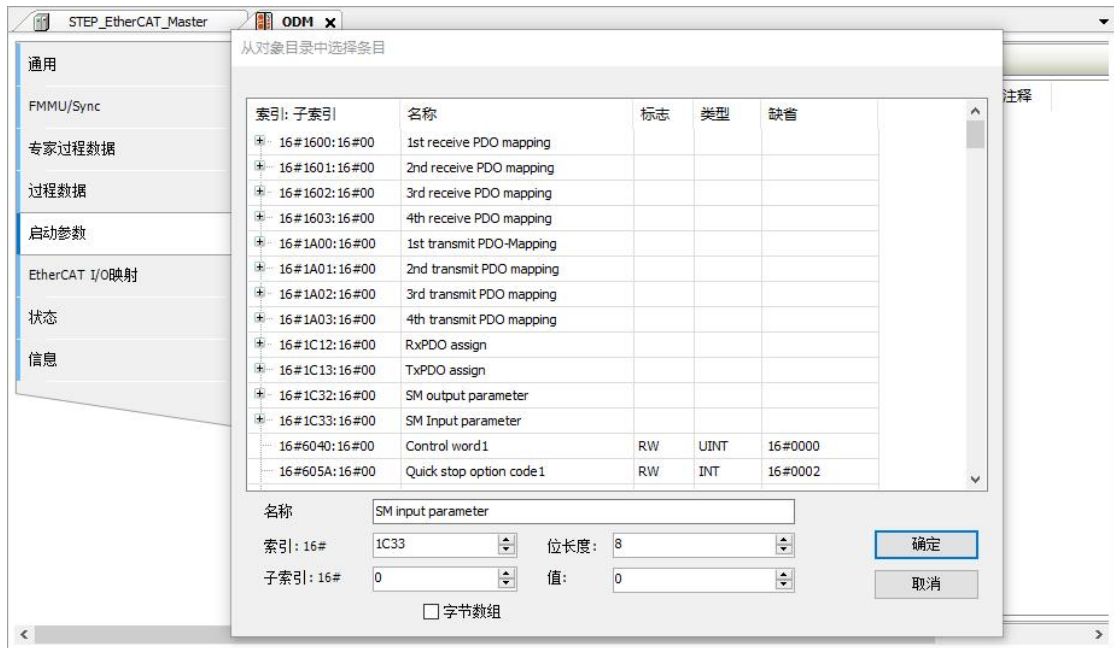 STEP_EtherCAT_Master
ODM x
从对象目录中选择条目
通用
FMMU/Sync
专家过程数据
过程数据
启动参数
EtherCAT I/O映射
状态
信息
注释
索引: 子索引 名称 标志 类型 缺省
16#1600:16#00 1st receive PDO mapping
16#1601:16#00 2nd receive PDO mapping
16#1602:16#00 3rd receive PDO mapping
16#1603:16#00 4th receive PDO mapping
16#1A00:16#00 1st transmit PDO-Mapping
16#1A01:16#00 2nd transmit PDO mapping
16#1A02:16#00 3rd transmit PDO mapping
16#1A03:16#00 4th transmit PDO mapping
16#1C12:16#00 RxPDO assign
16#1C13:16#00 TxPDO assign
16#1C32:16#00 SM output parameter
16#1C33:16#00 SM Input parameter
16#6040:16#00 Control word1 RW UINT 16#0000
16#605A:16#00 Quick stop option code1 RW INT 16#0002
名称 SM input parameter
索引: 16# 1C33 位长度: 8 确定
子索引: 16# 0 值: 0 取消
字节数组